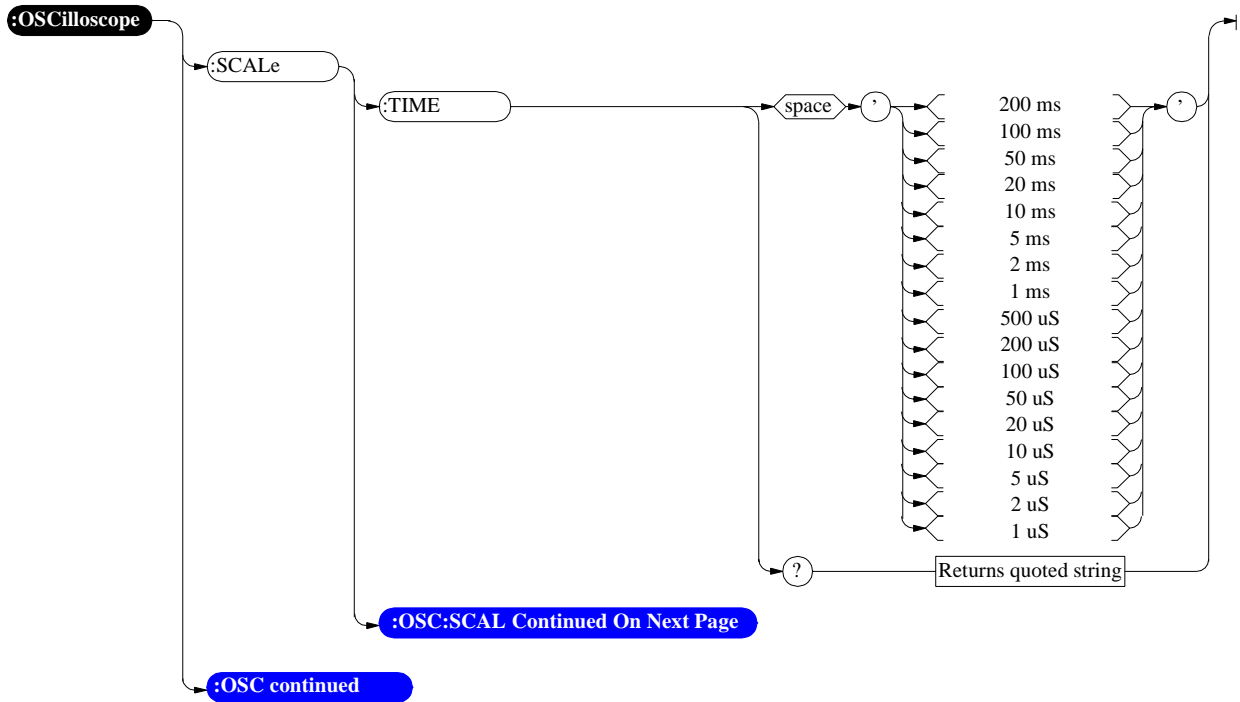 :OSCilloscope
:SCALe
:TIME
space
’
200 ms
’
100 ms
50 ms
20 ms
10 ms
5 ms
2 ms
1 ms
500 uS
200 uS
100 uS
50 uS
20 uS
10 uS
5 uS
2 uS
1 uS
?
Returns quoted string
:OSC:SCAL Continued On Next Page
:OSC continued